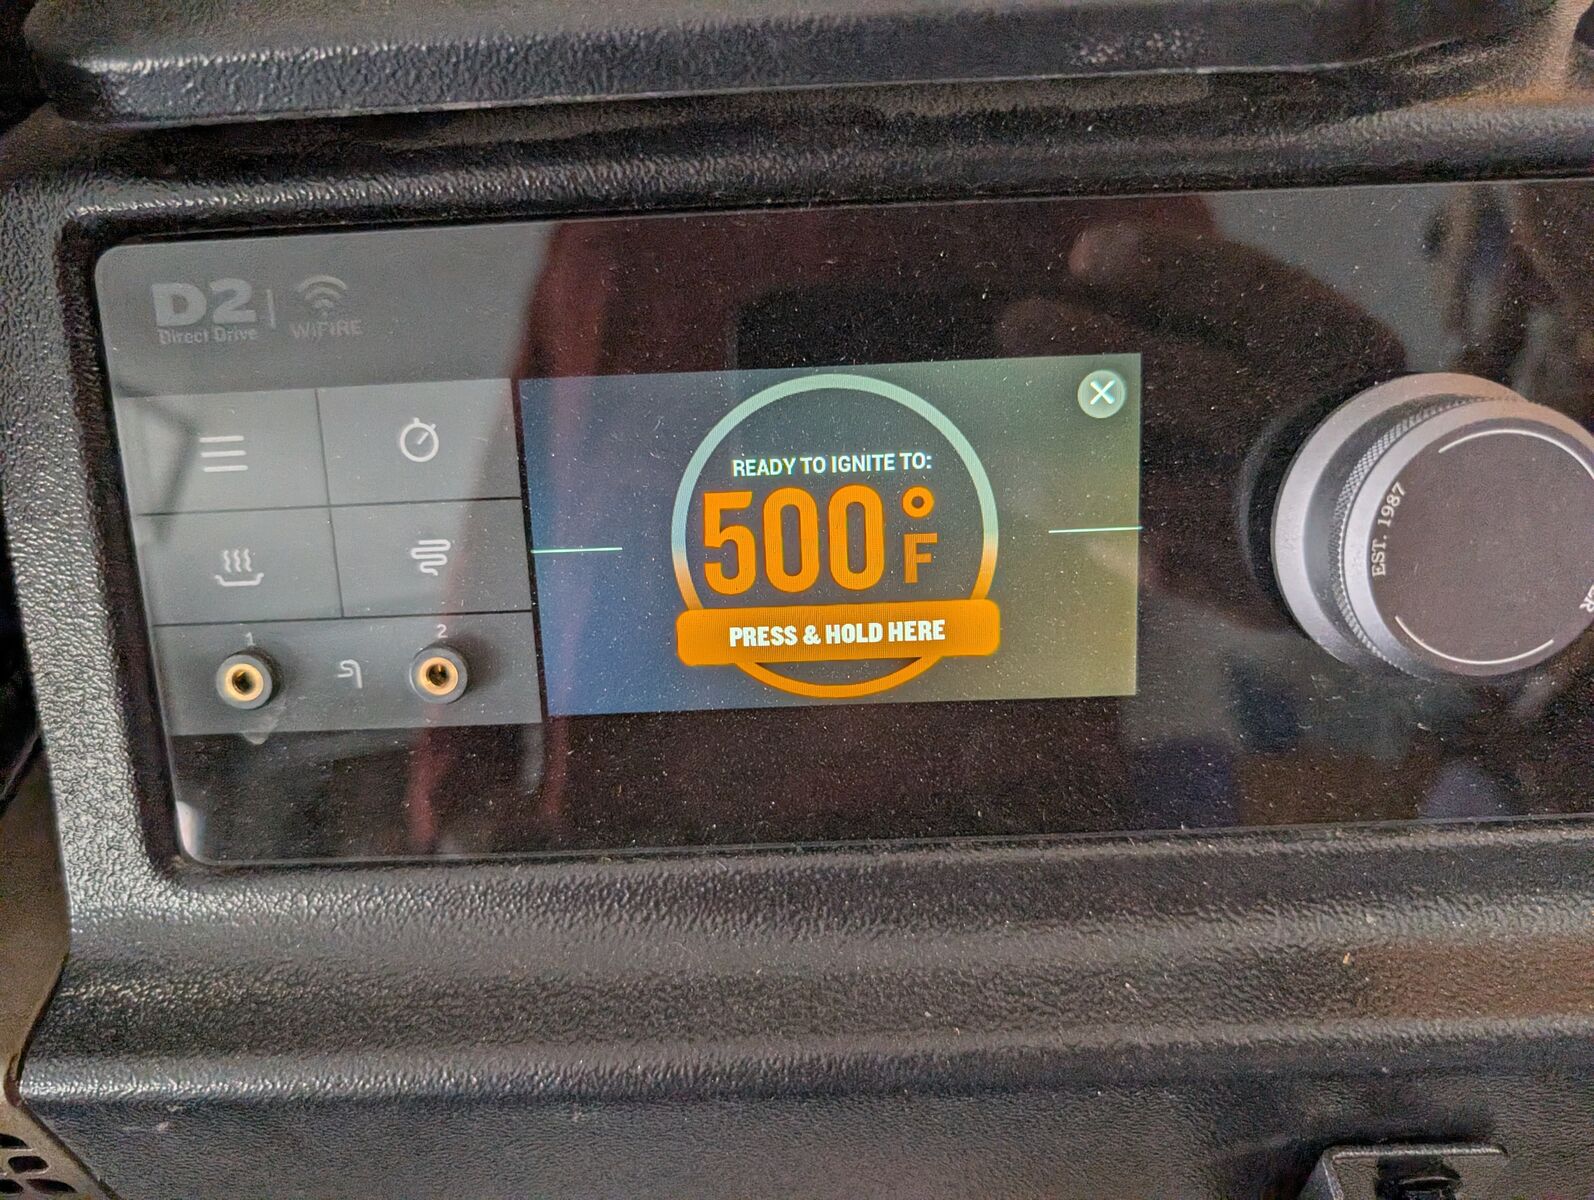 D2
Direct Drive
WiFIRE
1
2
READY TO IGNITE TO:
500°F
PRESS & HOLD HERE
EST. 1987